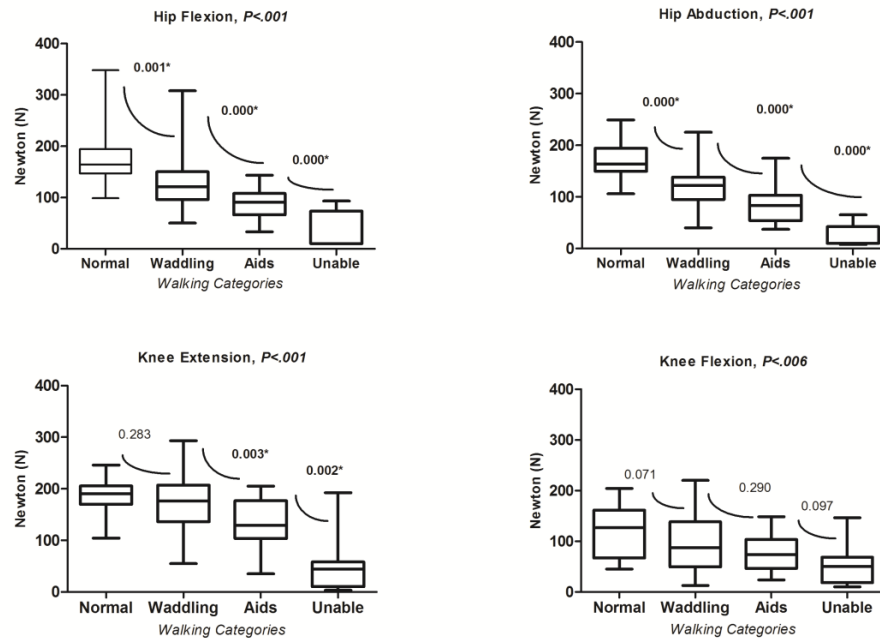 Hip Flexion, P<.001
400
300
200
100
0
Newton (N)
0.001*
0.000*
0.000*
Normal Waddling Aids Unable
Walking Categories
Hip Abduction, P<.001
400
300
200
100
0
Newton (N)
0.000*
0.000*
0.000*
Normal Waddling Aids Unable
Walking Categories
Knee Extension, P<.001
400
300
200
100
0
Newton (N)
0.283
0.003*
0.002*
Normal Waddling Aids Unable
Walking Categories
Knee Flexion, P<.006
400
300
200
100
0
Newton (N)
0.071
0.290
0.097
Normal Waddling Aids Unable
Walking Categories